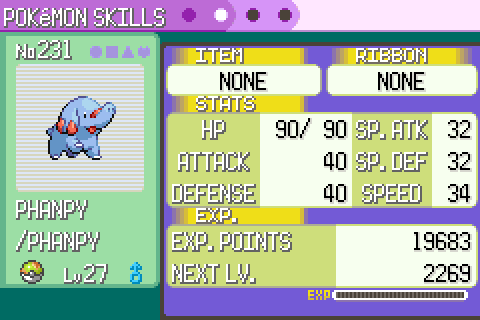 POKéMON SKILLS
No231
ITEM RIBBON
NONE NONE
STATS
HP 90/ 90 SP. ATK 32
ATTACK 40 SP. DEF 32
DEFENSE 40 SPEED 34
PHANPY
/PHANPY
Lv27 ♂
EXP.
EXP. POINTS 19683
NEXT LV. 2269
EXP